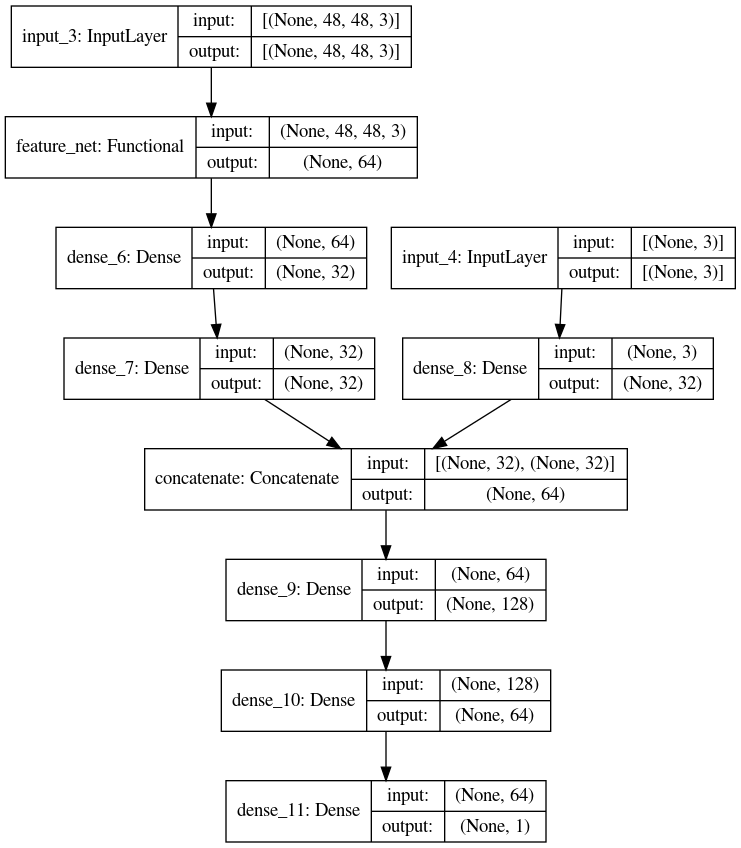 input_3: InputLayer
input: [(None, 48, 48, 3)]
output: [(None, 48, 48, 3)]
feature_net: Functional
input: (None, 48, 48, 3)
output: (None, 64)
dense_6: Dense
input: (None, 64)
output: (None, 32)
input_4: InputLayer
input: [(None, 3)]
output: [(None, 3)]
dense_7: Dense
input: (None, 32)
output: (None, 32)
dense_8: Dense
input: (None, 3)
output: (None, 32)
concatenate: Concatenate
input: [(None, 32), (None, 32)]
output: (None, 64)
dense_9: Dense
input: (None, 64)
output: (None, 128)
dense_10: Dense
input: (None, 128)
output: (None, 64)
dense_11: Dense
input: (None, 64)
output: (None, 1)